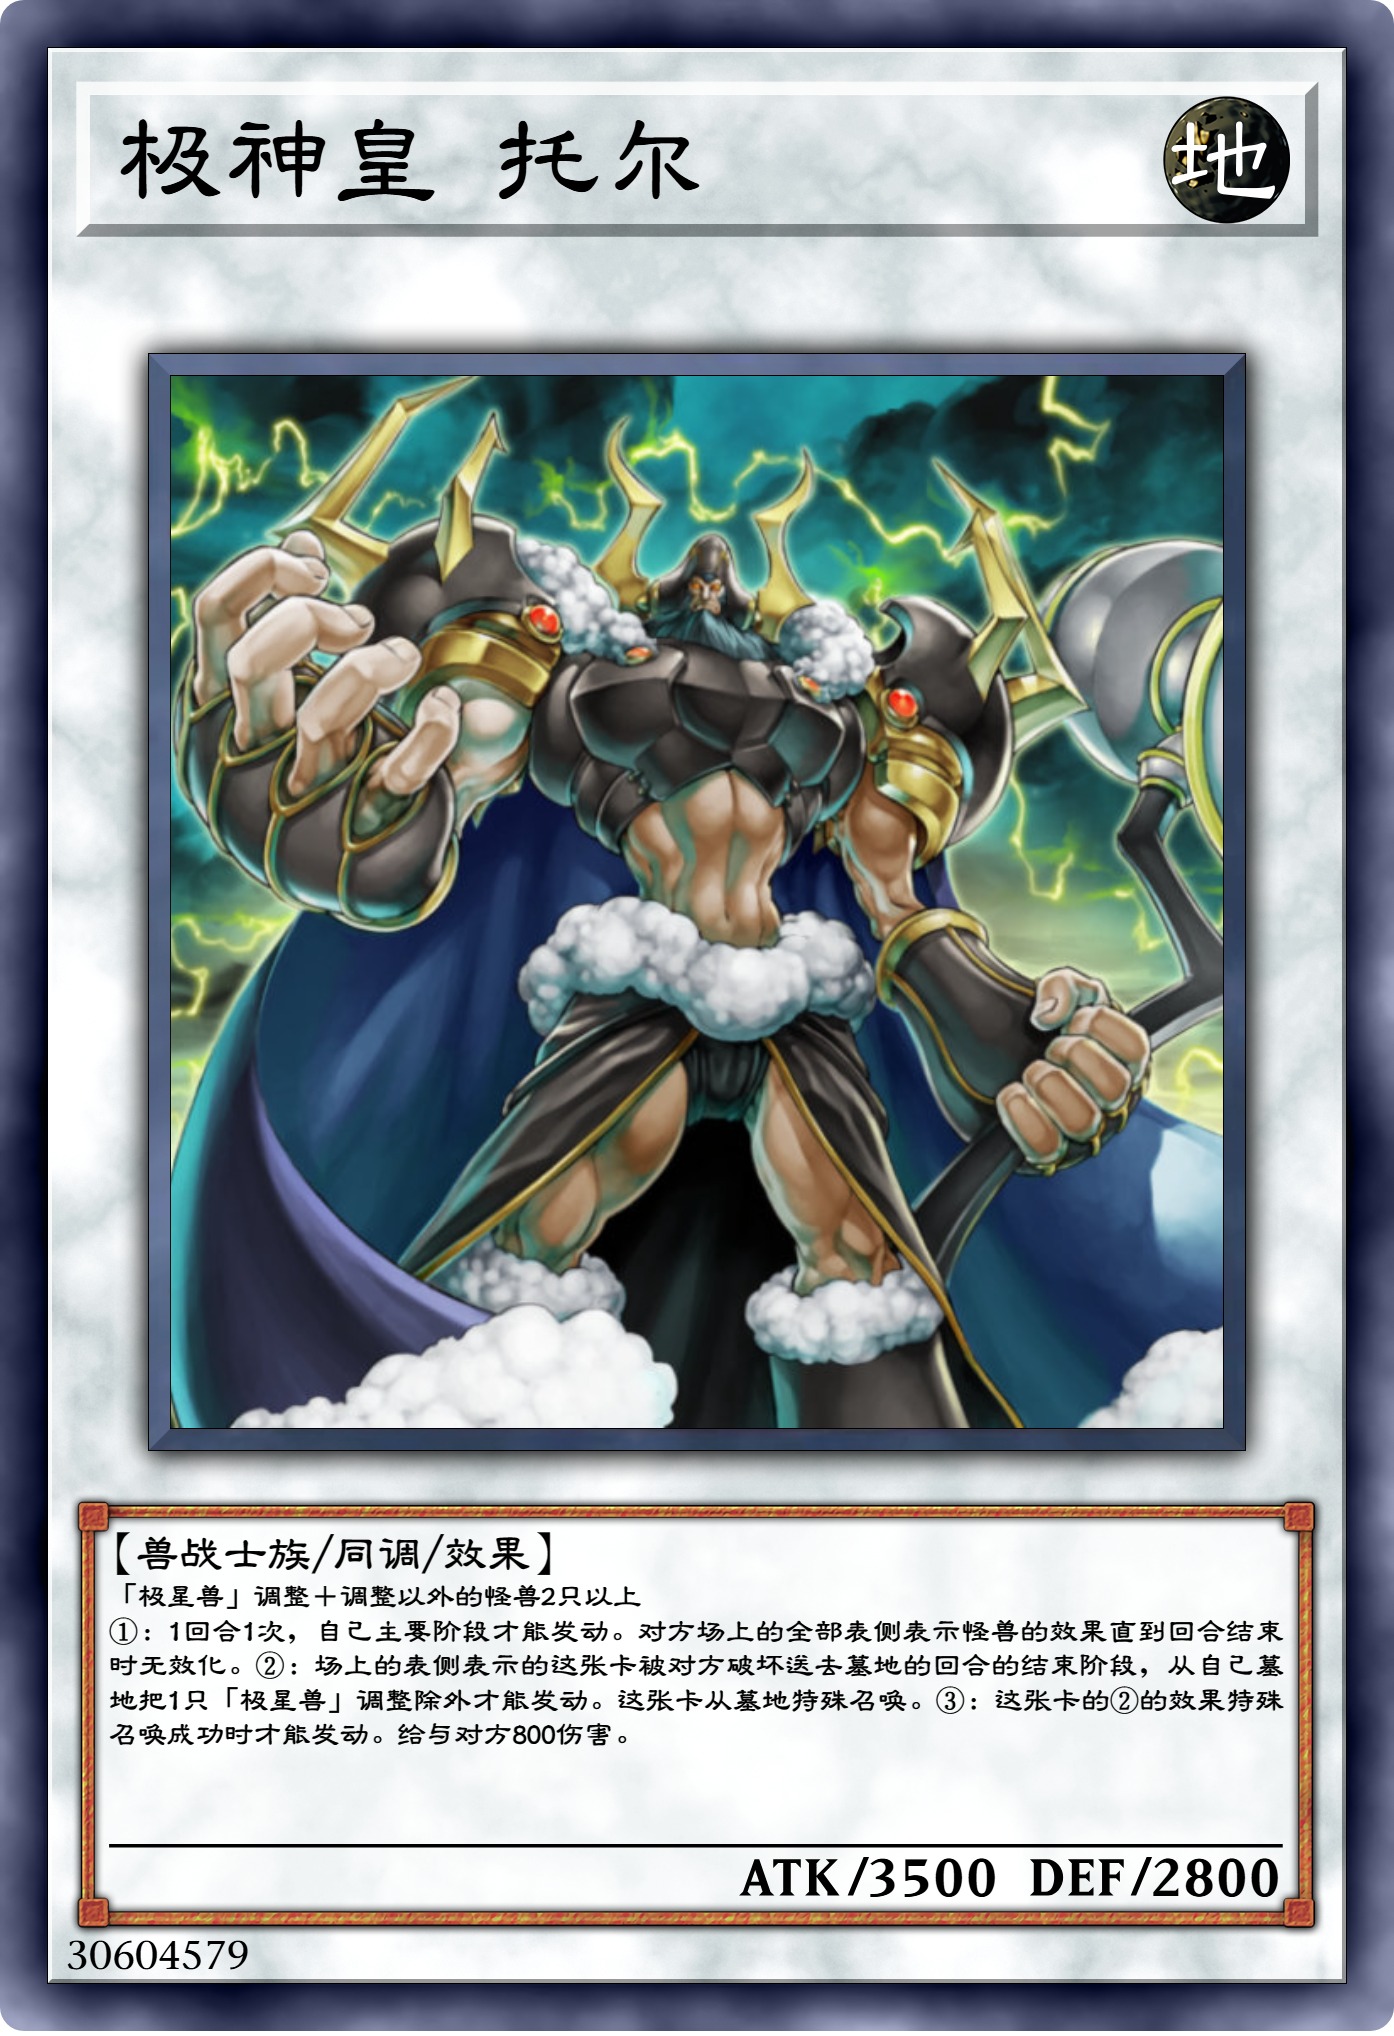 极神皇 托尔
地
【兽战士族/同调/效果】
「极星兽」调整＋调整以外的怪兽2只以上
①：1回合1次，自己主要阶段才能发动。对方场上的全部表侧表示怪兽的效果直到回合结束
时无效化。②：场上的表侧表示的这张卡被对方破坏送去墓地的回合的结束阶段，从自己墓
地把1只「极星兽」调整除外才能发动。这张卡从墓地特殊召唤。③：这张卡的②的效果特殊
召唤成功时才能发动。给与对方800伤害。
ATK/3500 DEF/2800
30604579